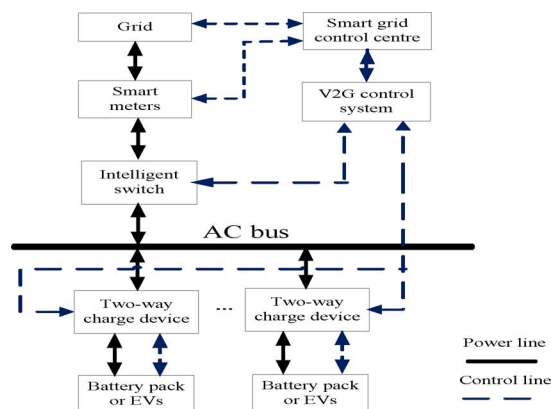 Grid
Smart grid
control centre
Smart
meters
V2G control
system
Intelligent
switch
AC bus
Two-way
charge device
...
Two-way
charge device
Power line
Control line
Battery pack
or EVs
Battery pack
or EVs